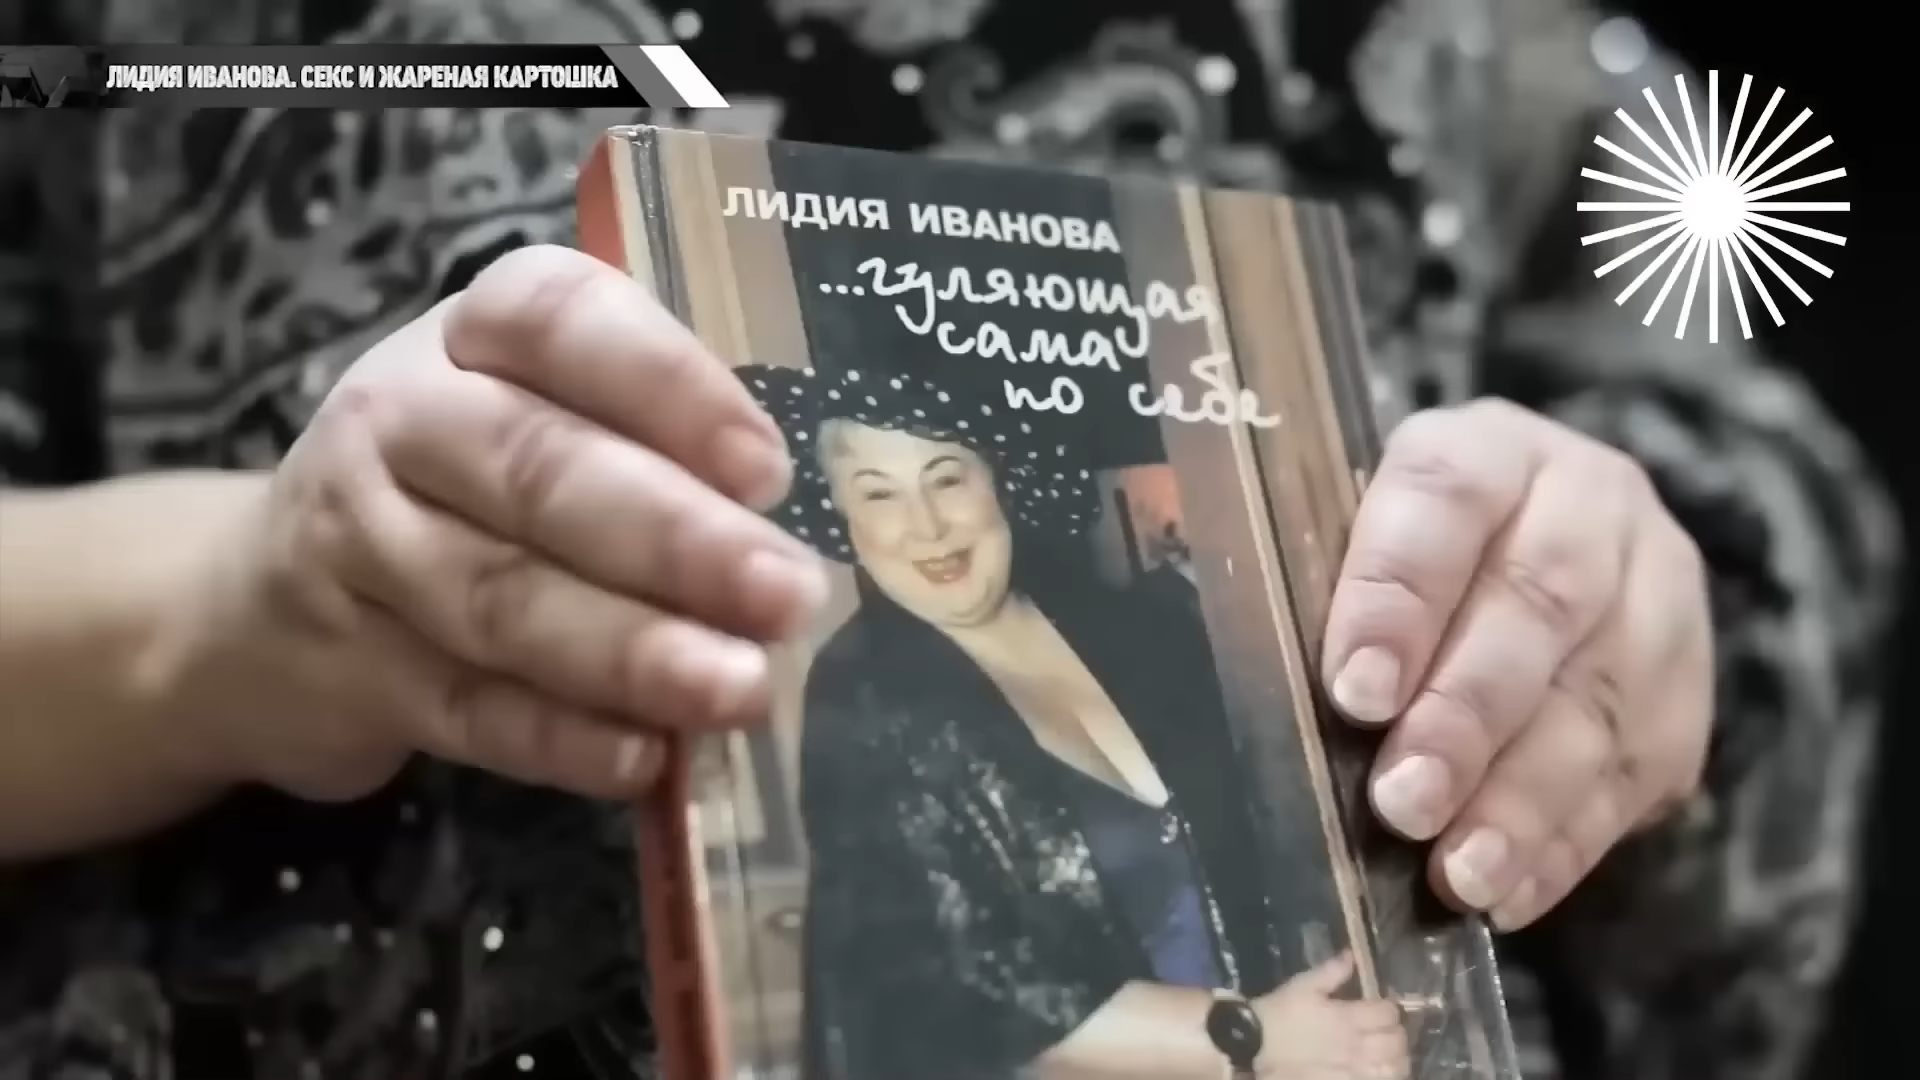 ЛИДИЯ ИВАНОВА. СЕКС И ЖАРЕНАЯ КАРТОШКА
ЛИДИЯ ИВАНОВА
...гуляющая
сама
по себе